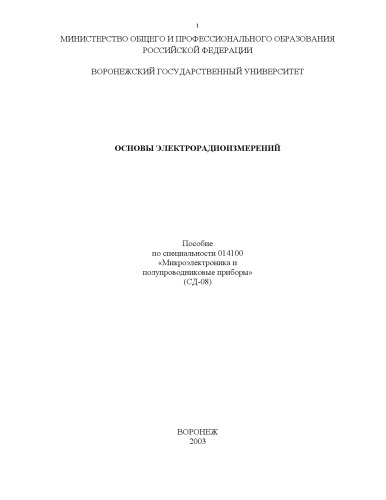 1
МИНИСТЕРСТВО ОБЩЕГО И ПРОФЕССИОНАЛЬНОГО ОБРАЗОВАНИЯ
РОССИЙСКОЙ ФЕДЕРАЦИИ
ВОРОНЕЖСКИЙ ГОСУДАРСТВЕННЫЙ УНИВЕРСИТЕТ
ОСНОВЫ ЭЛЕКТРОРАДИОИЗМЕРЕНИЙ
Пособие
по специальности 014100
«Микроэлектроника и
полупроводниковые приборы»
(СД-08)
ВОРОНЕЖ
2003